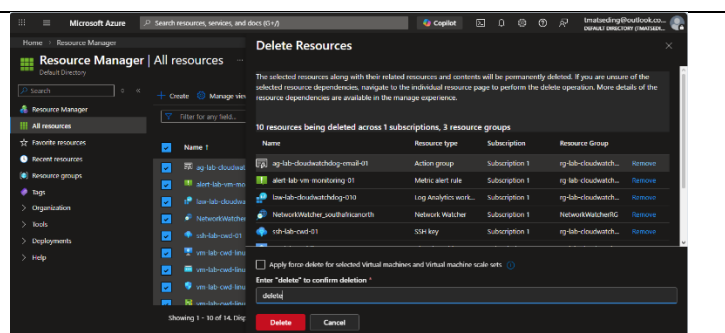 Microsoft Azure
Search resources, services, and docs (G+/)
Copilot
tmatseding@outlook.co...
DEFAULT DIRECTORY (TMATSEDI...
Home > Resource Manager
Resource Manager | All resources ...
Default Directory
Search
Resource Manager
All resources
Favorite resources
Recent resources
Resource groups
Tags
Organization
Tools
Deployments
Help
+ Create
Manage view
Filter for any field...
Name ↑
ag-lab-cloudwat
alert-lab-vm-mo
law-lab-cloudw
NetworkWatcher
ssh-lab-cwd-01
vm-lab-cwd-linu
vm-lab-cwd-linu
vm-lab-cwd-linu
vm-lab-cwd-linu
Showing 1 - 10 of 14. Disp
Delete Resources
The selected resources along with their related resources and contents will be permanently deleted. If you are unsure of the
selected resource dependencies, navigate to the individual resource page to perform the delete operation. More details of the
resource dependencies are available in the manage experience.
10 resources being deleted across 1 subscriptions, 3 resource
groups
Name Resource type Subscription Resource Group
ag-lab-cloudwatchdog-email-01 Action group Subscription 1 rg-lab-cloudwatch... Remove
alert-lab-vm-monitoring-01 Metric alert rule Subscription 1 rg-lab-cloudwatch... Remove
law-lab-cloudwatchdog-010 Log Analytics work... Subscription 1 rg-lab-cloudwatch... Remove
NetworkWatcher_southafricanorth Network Watcher Subscription 1 NetworkWatcherRG Remove
ssh-lab-cwd-01 SSH key Subscription 1 rg-lab-cloudwatch... Remove
Apply force delete for selected Virtual machines and Virtual machine scale sets
Enter "delete" to confirm deletion *
delete
Delete
Cancel